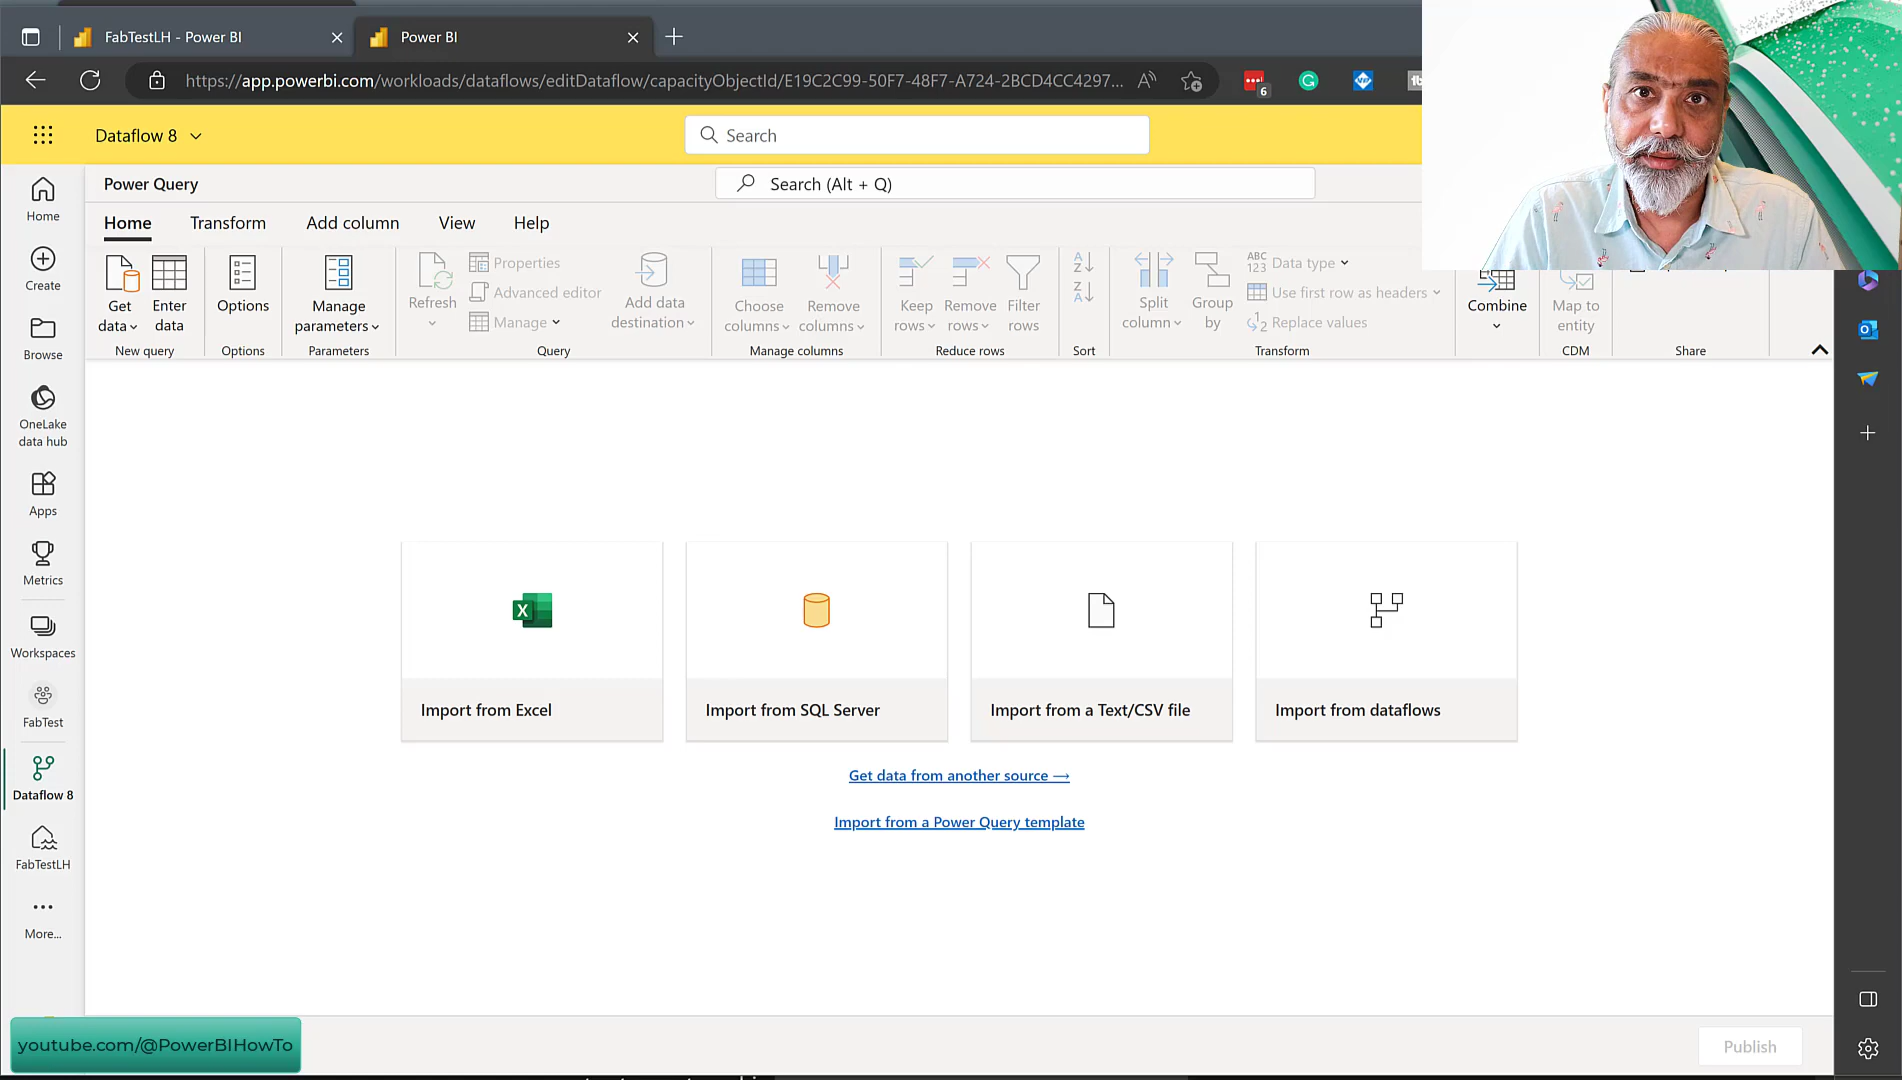 FabTestLH - Power BI
Power BI
https://app.powerbi.com/workloads/dataflows/editDataflow/capacityObjectId/E19C2C99-50F7-48F7-A724-2BCD4CC4297...
6
Dataflow 8
Search
Power Query
Search (Alt + Q)
Home
Transform
Add column
View
Help
Get data
Enter data
New query
Options
Options
Manage parameters
Parameters
Refresh
Properties
Advanced editor
Manage
Add data destination
Query
Choose columns
Remove columns
Manage columns
Keep rows
Remove rows
Filter rows
Reduce rows
A Z
Z A
Sort
Split column
Group by
ABC 123 Data type
Use first row as headers
1 2 Replace values
Transform
Combine
Map to entity
CDM
Share
Home
Create
Browse
OneLake data hub
Apps
Metrics
Workspaces
FabTest
Dataflow 8
FabTestLH
More...
Import from Excel
Import from SQL Server
Import from a Text/CSV file
Import from dataflows
Get data from another source →
Import from a Power Query template
Publish
youtube.com/@PowerBIHowTo